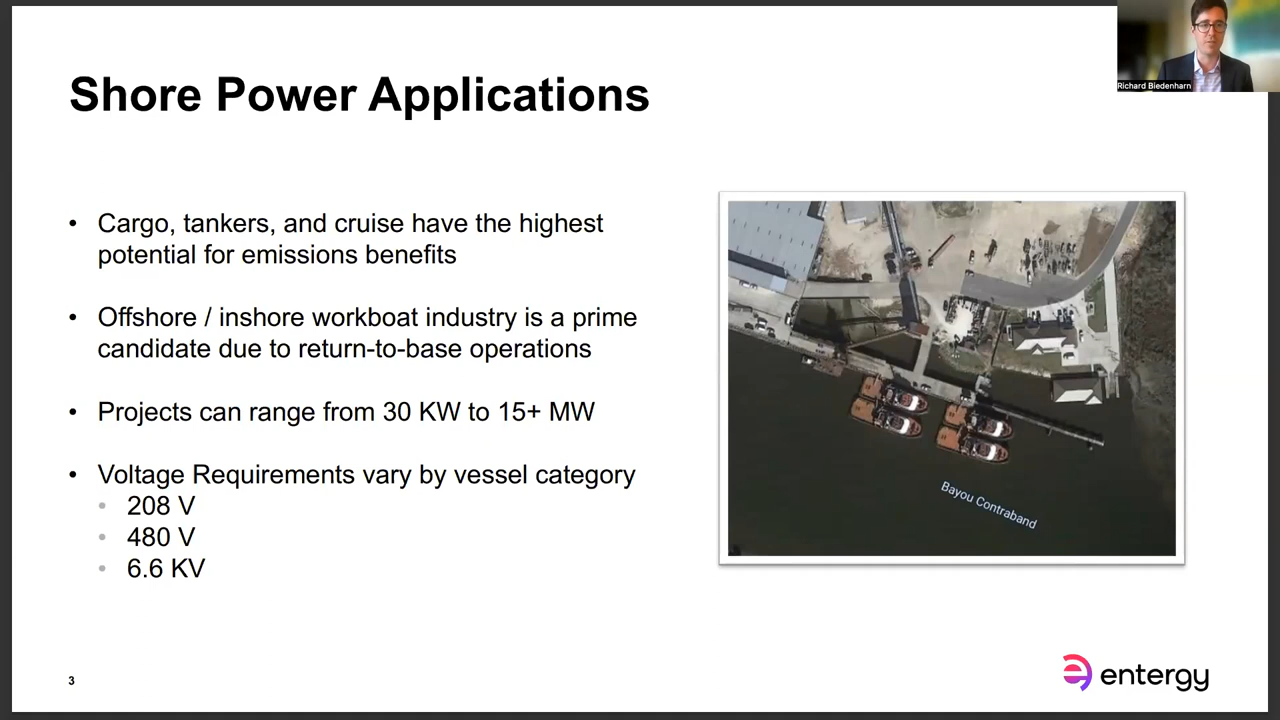 Richard Biedenharn
Shore Power Applications
• Cargo, tankers, and cruise have the highest
potential for emissions benefits
• Offshore / inshore workboat industry is a prime
candidate due to return-to-base operations
• Projects can range from 30 KW to 15+ MW
• Voltage Requirements vary by vessel category
• 208 V
• 480 V
• 6.6 KV
Bayou Contraband
3
entergy